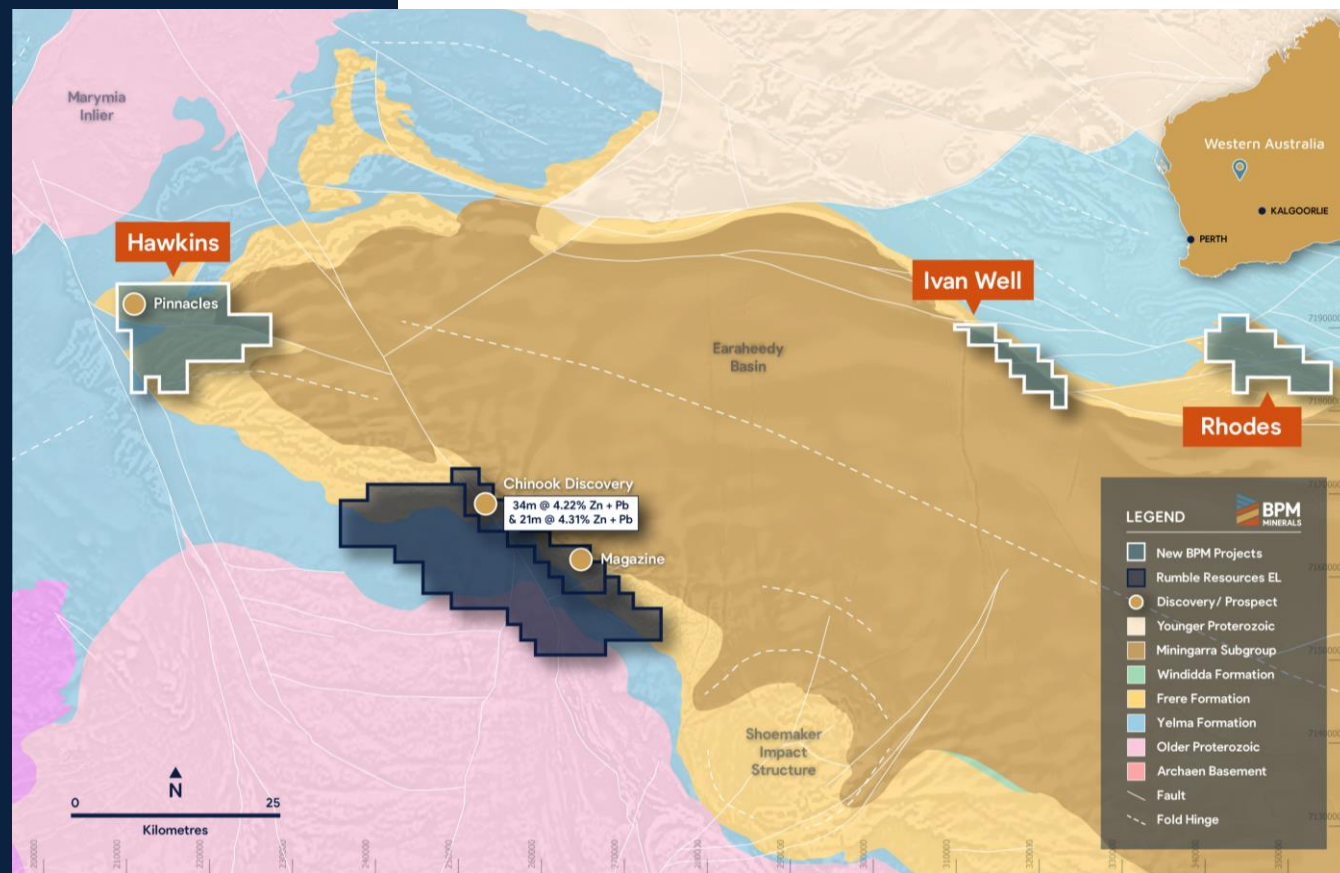 Marymia
Inlier
Hawkins
Pinnacles
Ivan Well
Earaheedy
Basin
Rhodes
Western Australia
KALGOORLIE
PERTH
Chinook Discovery
34m @ 4.22% Zn + Pb
& 21m @ 4.31% Zn + Pb
Magazine
Shoemaker
Impact
Structure
N
0 25
Kilometres
LEGEND
BPM
MINERALS
New BPM Projects
Rumble Resources EL
Discovery/ Prospect
Younger Proterozoic
Miningarra Subgroup
Windidda Formation
Frere Formation
Yelma Formation
Older Proterozoic
Archaen Basement
Fault
Fold Hinge